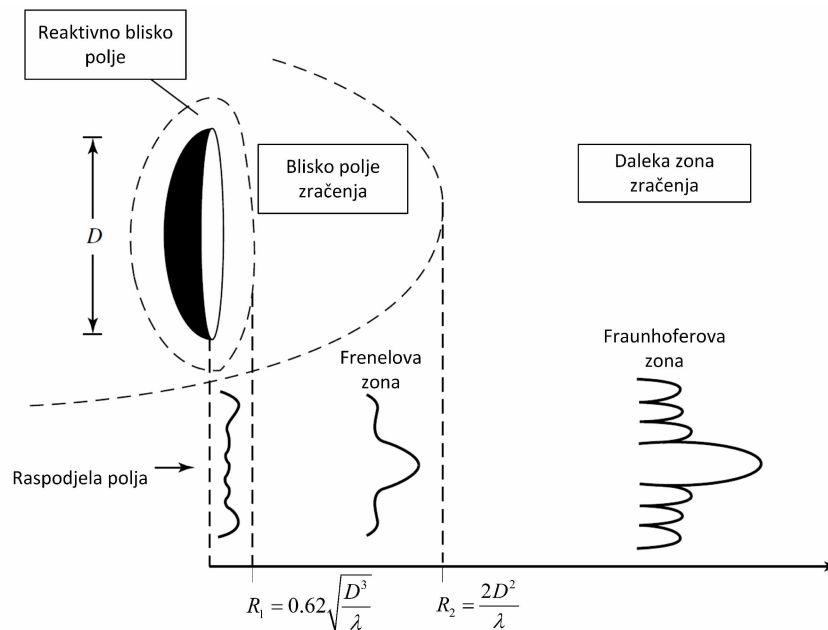 Reaktivno blisko
polje
Blisko polje
zračenja
Daleka zona
zračenja
D
Frenelova
zona
Fraunhoferova
zona
Raspodjela polja
R₁ = 0.62√(D³/λ)
R₂ = 2D²/λ